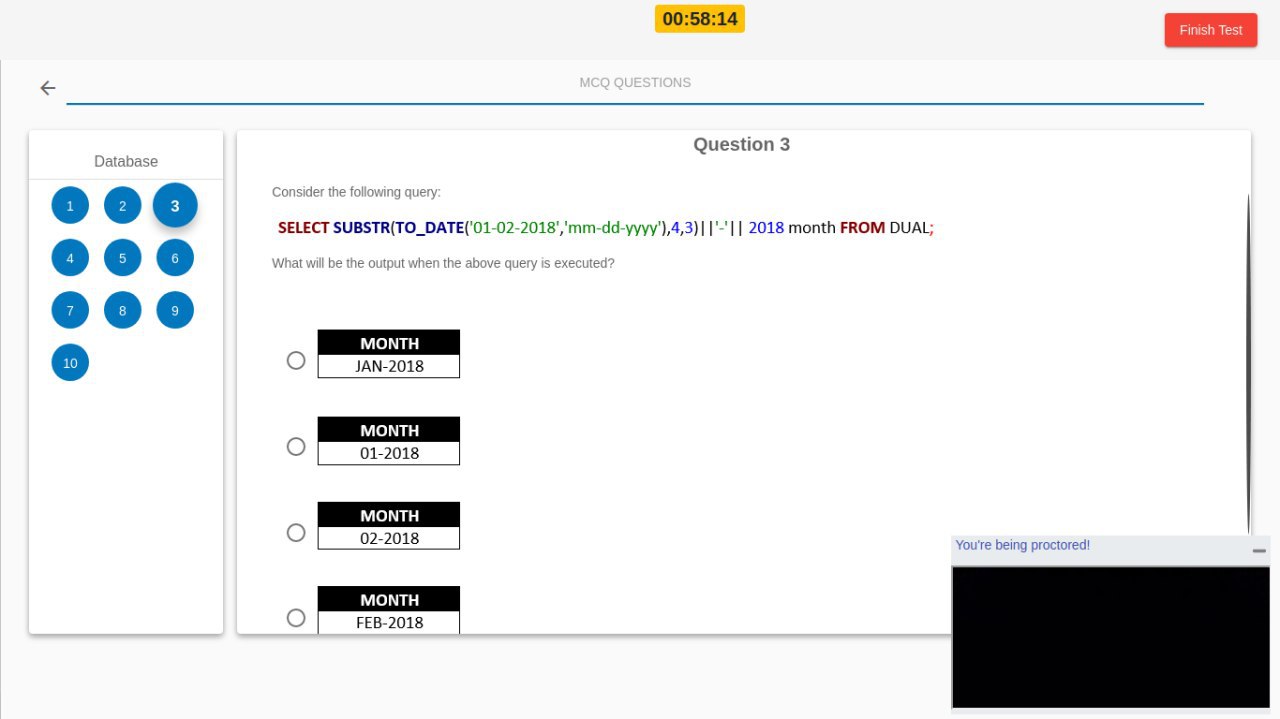 00:58:14
Finish Test
MCQ QUESTIONS
Database
1 2 3
4 5 6
7 8 9
10
Question 3
Consider the following query:
SELECT SUBSTR(TO_DATE('01-02-2018','mm-dd-yyyy'),4,3)||'-'|| 2018 month FROM DUAL;
What will be the output when the above query is executed?
MONTH
JAN-2018
MONTH
01-2018
MONTH
02-2018
MONTH
FEB-2018
You're being proctored!